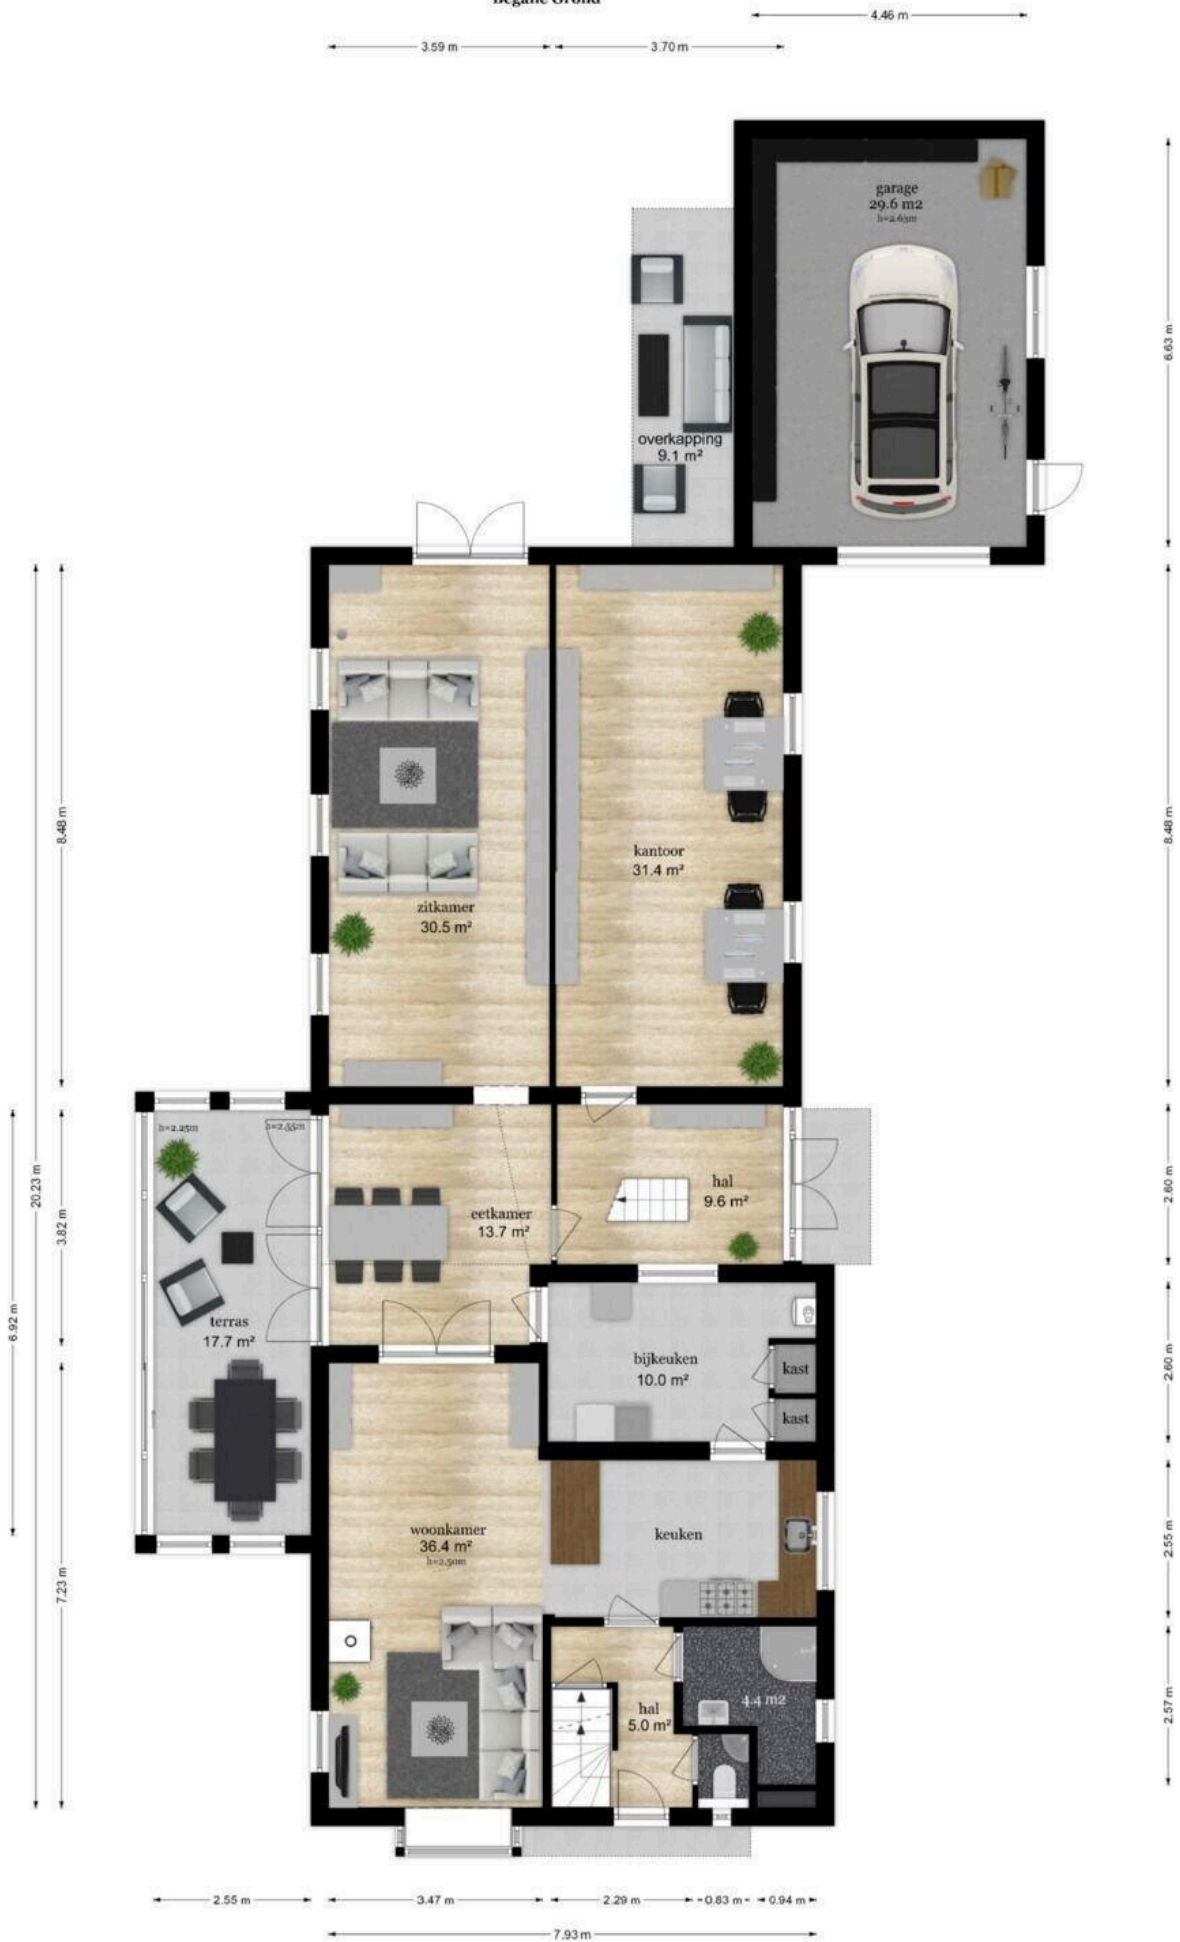 Begane Grond
4.46 m
3.59 m
3.70 m
garage
29.6 m2
h=2.63m
6.63 m
overkapping
9.1 m²
8.48 m
20.23 m
8.48 m
kantoor
31.4 m²
zitkamer
30.5 m²
h=2.25m
h=2.55m
hal
9.6 m²
eetkamer
13.7 m²
2.60 m
3.82 m
6.92 m
terras
17.7 m²
bijkeuken
10.0 m²
kast
kast
2.60 m
woonkamer
36.4 m²
h=2.50m
keuken
2.55 m
7.23 m
hal
5.0 m²
4.4 m2
2.57 m
2.55 m
3.47 m
2.29 m
0.83 m
0.94 m
7.93 m